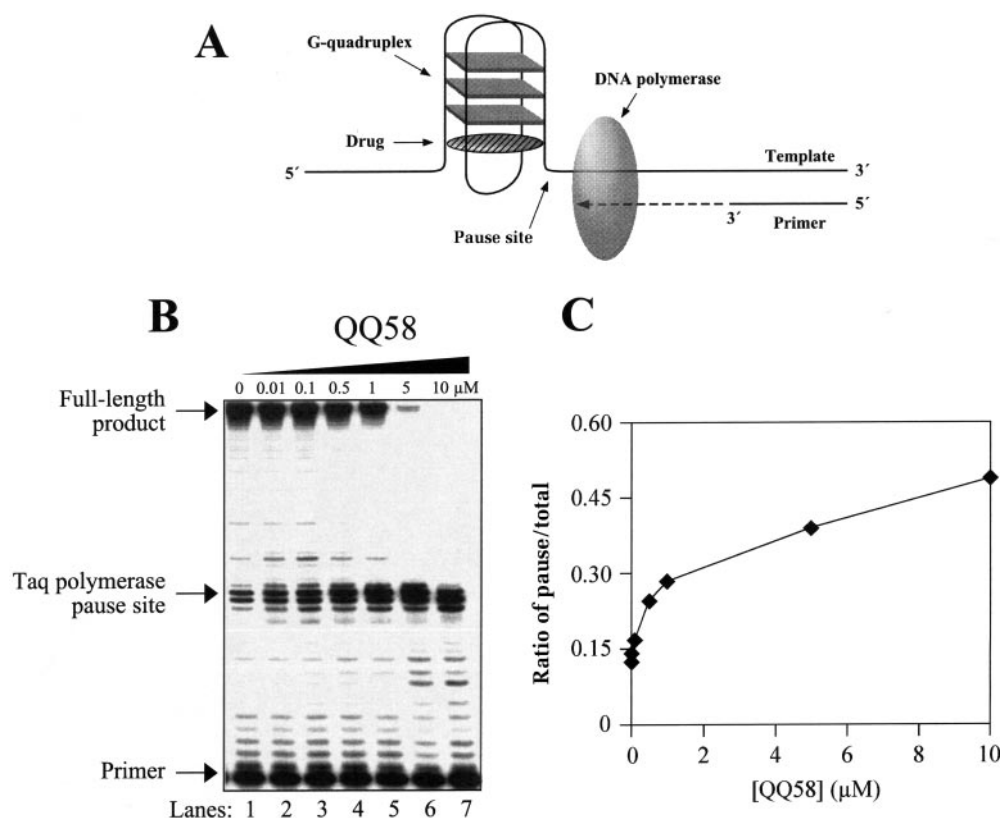 A
G-quadruplex
DNA polymerase
Drug
Template
5´
3´
5´
3´
Primer
Pause site
B
QQ58
0 0.01 0.1 0.5 1 5 10 μM
Full-length
product
Taq polymerase
pause site
Primer
Lanes: 1 2 3 4 5 6 7
C
Ratio of pause/total
0.60
0.45
0.30
0.15
0
0 2 4 6 8 10
[QQ58] (μM)